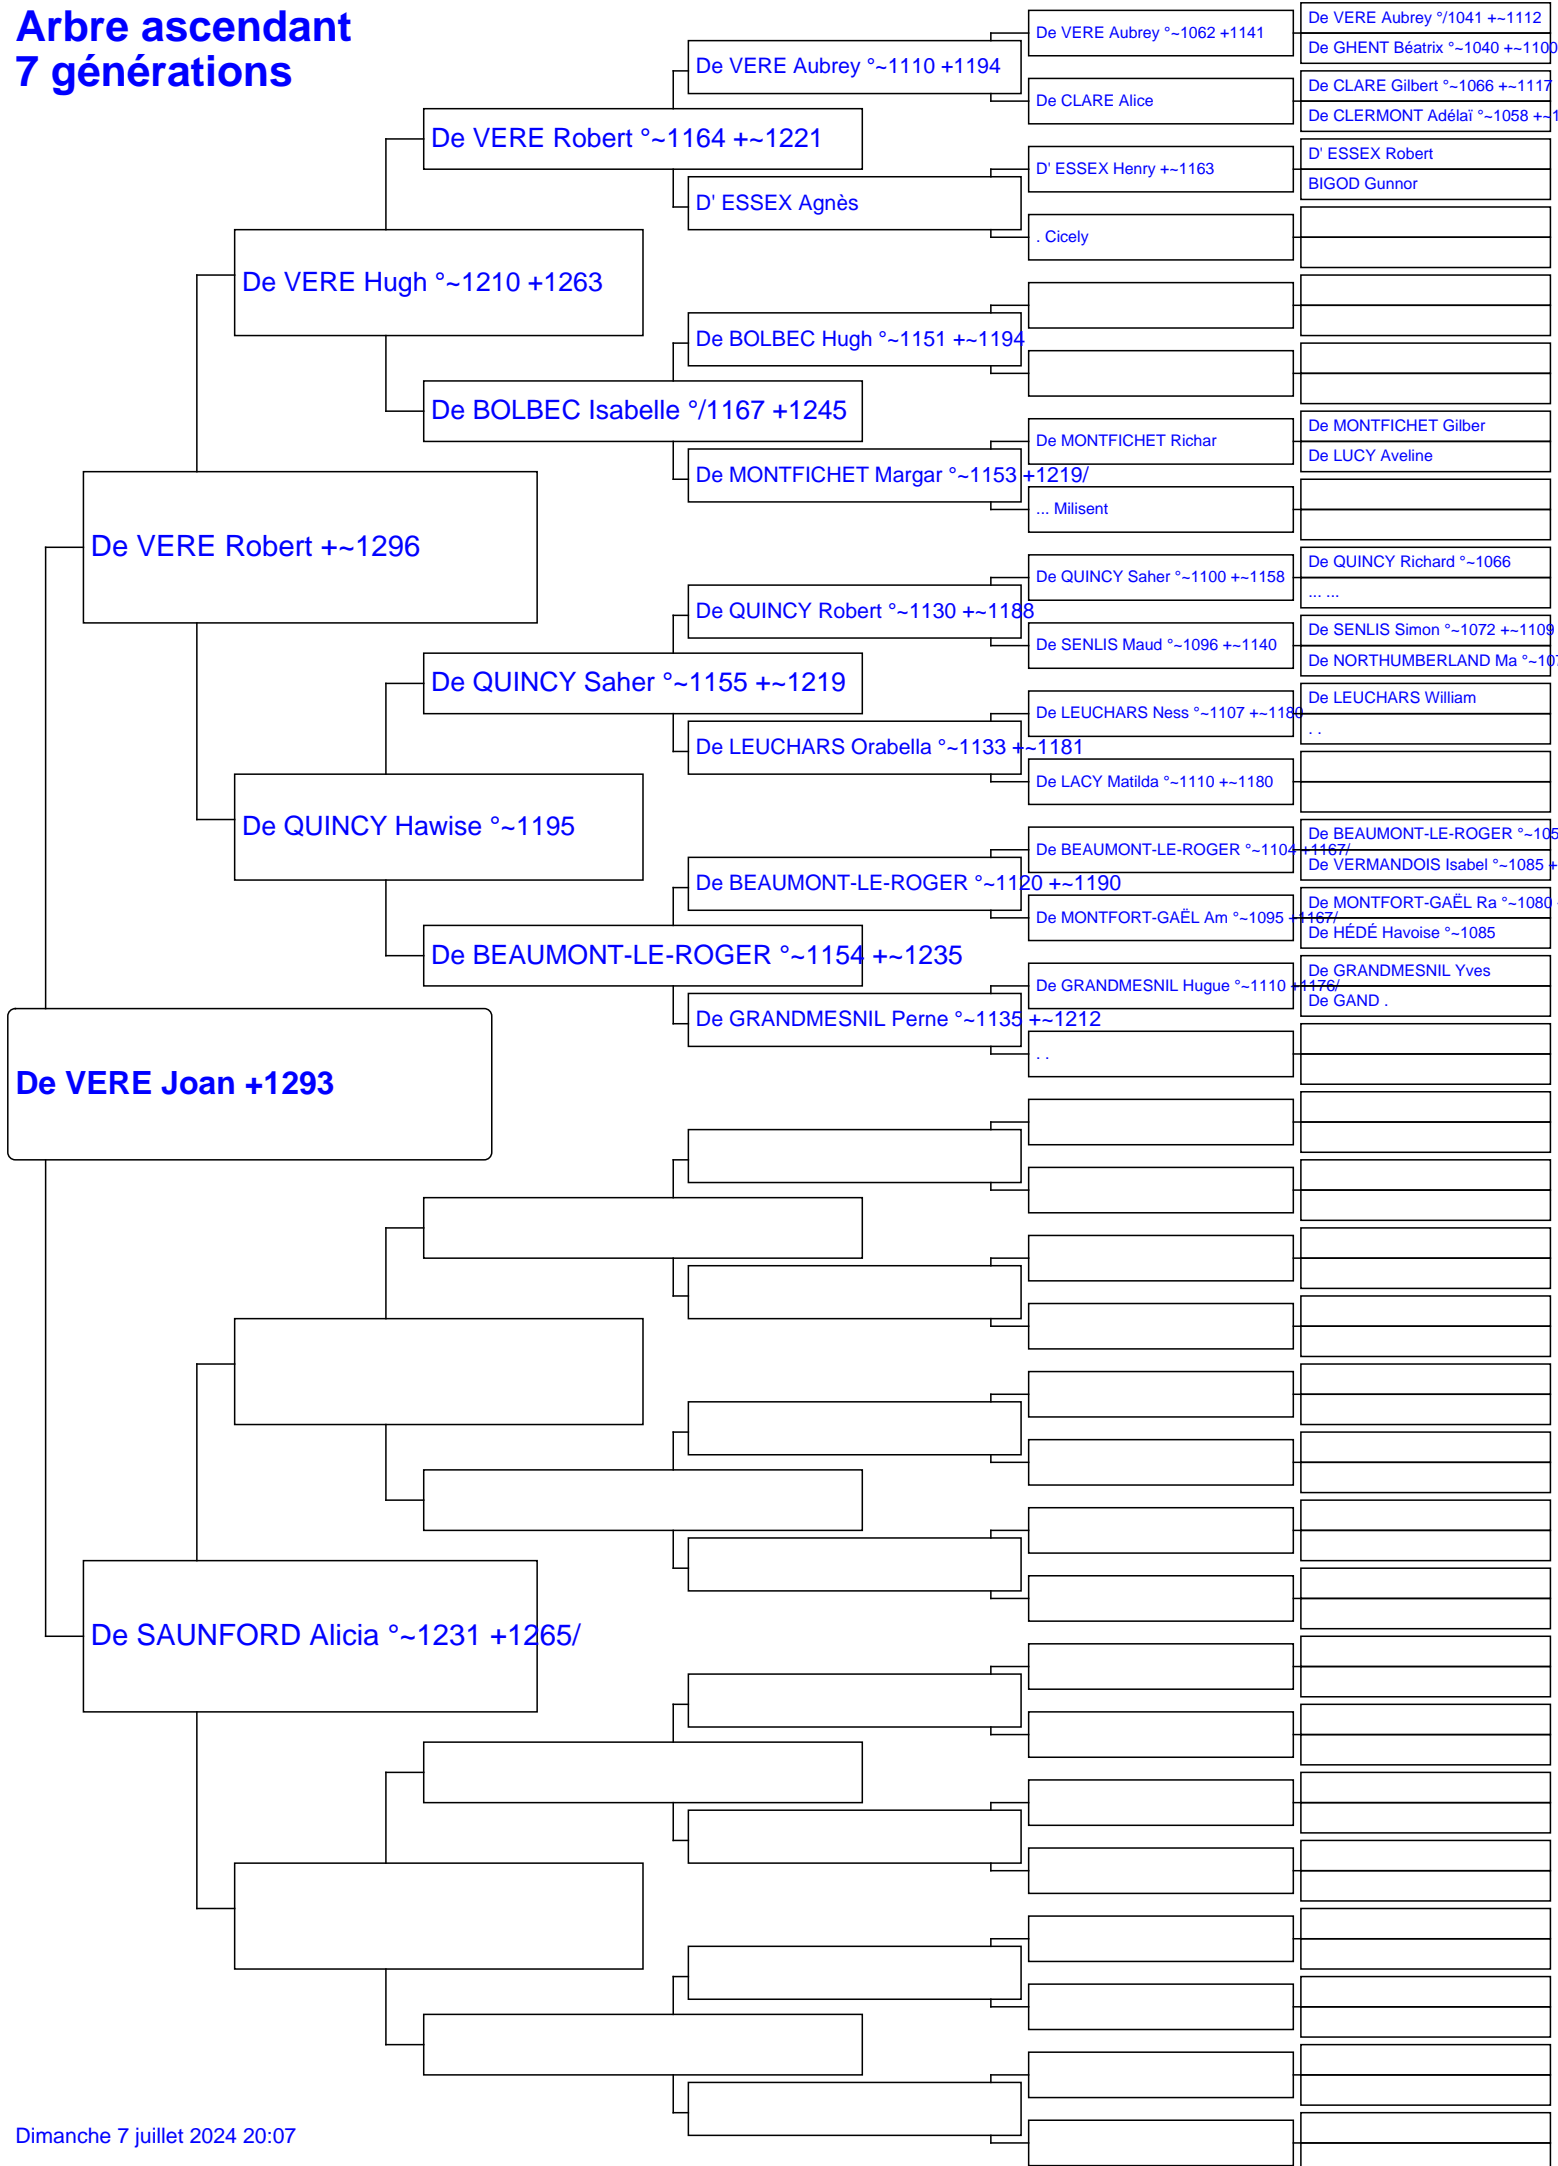 Arbre ascendant
7 générations
De VERE Joan +1293
De VERE Robert +~1296
De SAUNFORD Alicia °~1231 +1265/
De VERE Hugh °~1210 +1263
De QUINCY Hawise °~1195
De VERE Robert °~1164 +~1221
De BOLBEC Isabelle °/1167 +1245
De QUINCY Saher °~1155 +~1219
De BEAUMONT-LE-ROGER °~1154 +~1235
De VERE Aubrey °~1110 +1194
D' ESSEX Agnès
De BOLBEC Hugh °~1151 +~1194
De MONTFICHET Margar °~1153 +1219/
De QUINCY Robert °~1130 +~1188
De LEUCHARS Orabella °~1133 +~1181
De BEAUMONT-LE-ROGER °~1120 +~1190
De GRANDMESNIL Perne °~1135 +~1212
De VERE Aubrey °~1062 +1141
De CLARE Alice
D' ESSEX Henry +~1163
. Cicely
De MONTFICHET Richar
... Milisent
De QUINCY Saher °~1100 +~1158
De SENLIS Maud °~1096 +~1140
De LEUCHARS Ness °~1107 +~1180
De LACY Matilda °~1110 +~1180
De BEAUMONT-LE-ROGER °~1104 +1167/
De MONTFORT-GAËL Am °~1095 +1167/
De GRANDMESNIL Hugue °~1110 +1176/
. .
De VERE Aubrey °/1041 +~1112
De GHENT Béatrix °~1040 +~1100
De CLARE Gilbert °~1066 +~1117
De CLERMONT Adélaï °~1058 +~1
D' ESSEX Robert
BIGOD Gunnor
De MONTFICHET Gilber
De LUCY Aveline
De QUINCY Richard °~1066
... ...
De SENLIS Simon °~1072 +~1109
De NORTHUMBERLAND Ma °~107
De LEUCHARS William
. .
De BEAUMONT-LE-ROGER °~105
De VERMANDOIS Isabel °~1085 +
De MONTFORT-GAËL Ra °~1080
De HÉDÉ Havoise °~1085
De GRANDMESNIL Yves
De GAND .
Dimanche 7 juillet 2024 20:07